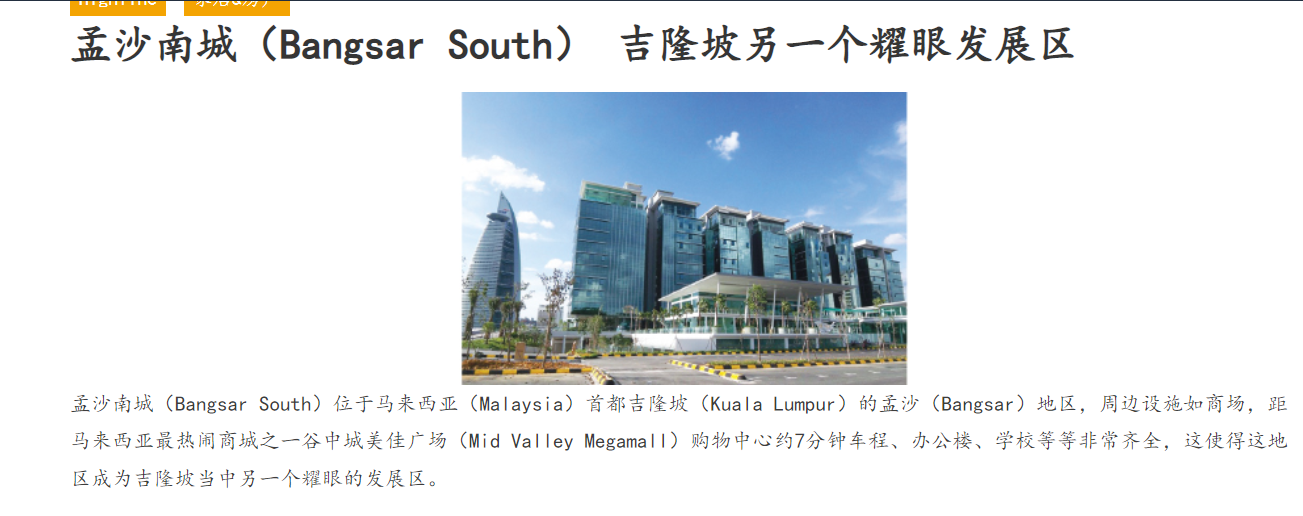 孟沙南城（Bangsar South） 吉隆坡另一个耀眼发展区
孟沙南城（Bangsar South）位于马来西亚（Malaysia）首都吉隆坡（Kuala Lumpur）的孟沙（Bangsar）地区，周边设施如商场，距
马来西亚最热闹商城之一谷中城美佳广场（Mid Valley Megamall）购物中心约7分钟车程、办公楼、学校等等非常齐全，这使得这地
区成为吉隆坡当中另一个耀眼的发展区。